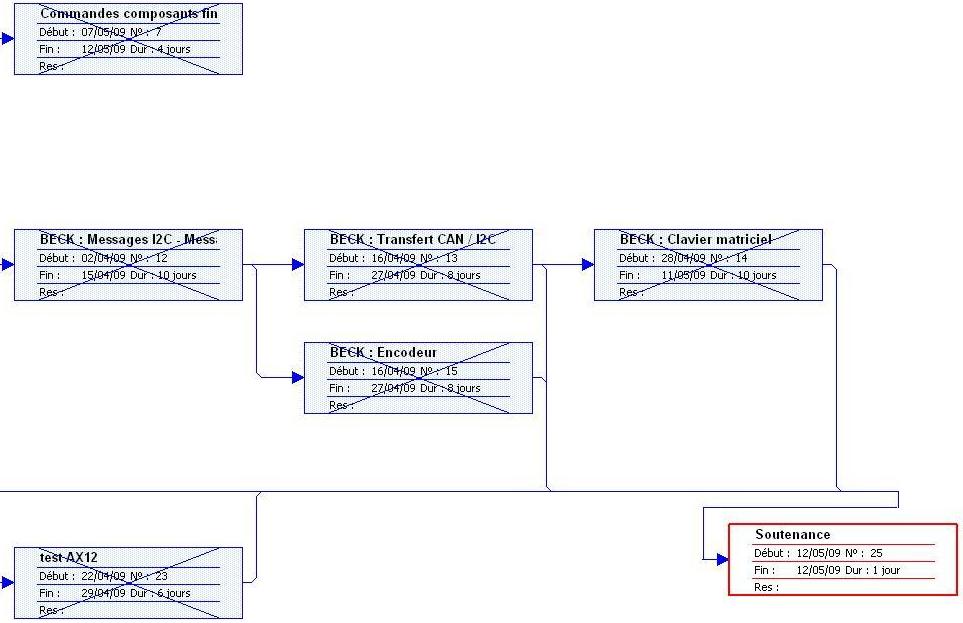 Commandes composants fin
Début : 07/05/09 Nº : 7
Fin : 12/05/09 Dur : 4 jours
Res :
BECK : Messages I2C - Mess
Début : 02/04/09 Nº : 12
Fin : 15/04/09 Dur : 10 jours
Res :
BECK : Transfert CAN / I2C
Début : 16/04/09 Nº : 13
Fin : 27/04/09 Dur : 8 jours
Res :
BECK : Clavier matriciel
Début : 28/04/09 Nº : 14
Fin : 11/05/09 Dur : 10 jours
Res :
BECK : Encodeur
Début : 16/04/09 Nº : 15
Fin : 27/04/09 Dur : 8 jours
Res :
Soutenance
Début : 12/05/09 Nº : 25
Fin : 12/05/09 Dur : 1 jour
Res :
test AX12
Début : 22/04/09 Nº : 23
Fin : 29/04/09 Dur : 6 jours
Res :